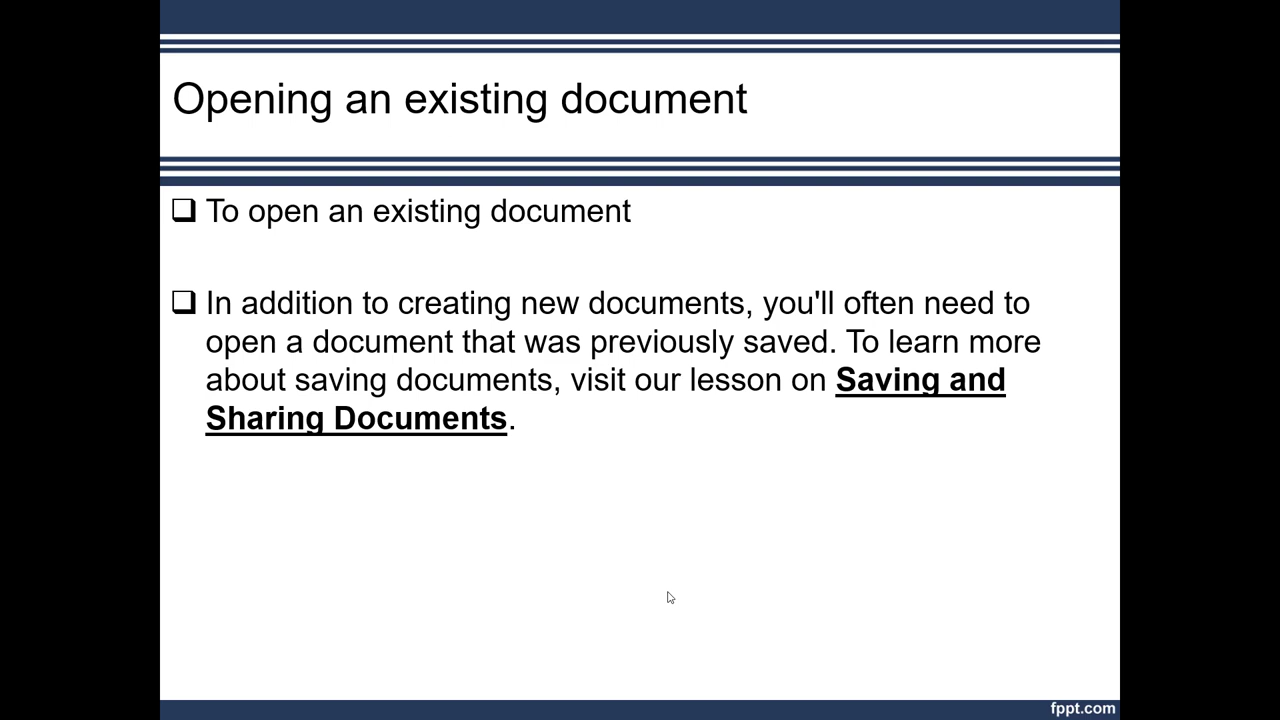 Opening an existing document
❑ To open an existing document
❑ In addition to creating new documents, you'll often need to
open a document that was previously saved. To learn more
about saving documents, visit our lesson on Saving and
Sharing Documents.
fppt.com